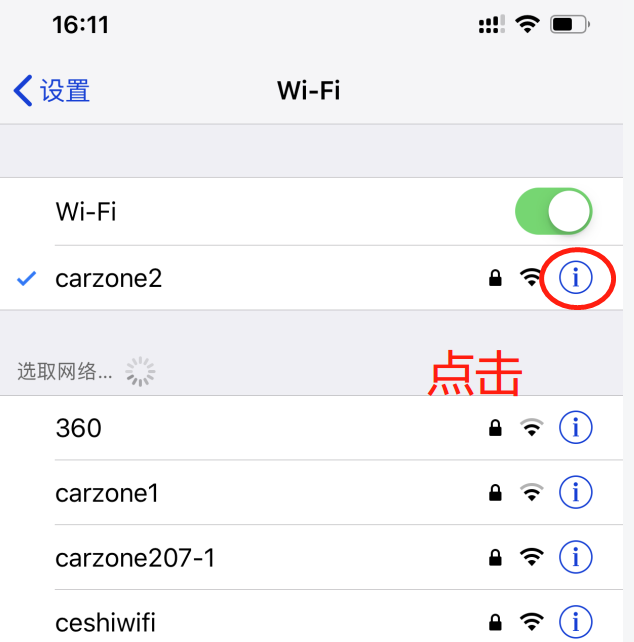 16:11
设置
Wi-Fi
Wi-Fi
carzone2
选取网络...
点击
360
carzone1
carzone207-1
ceshiwifi